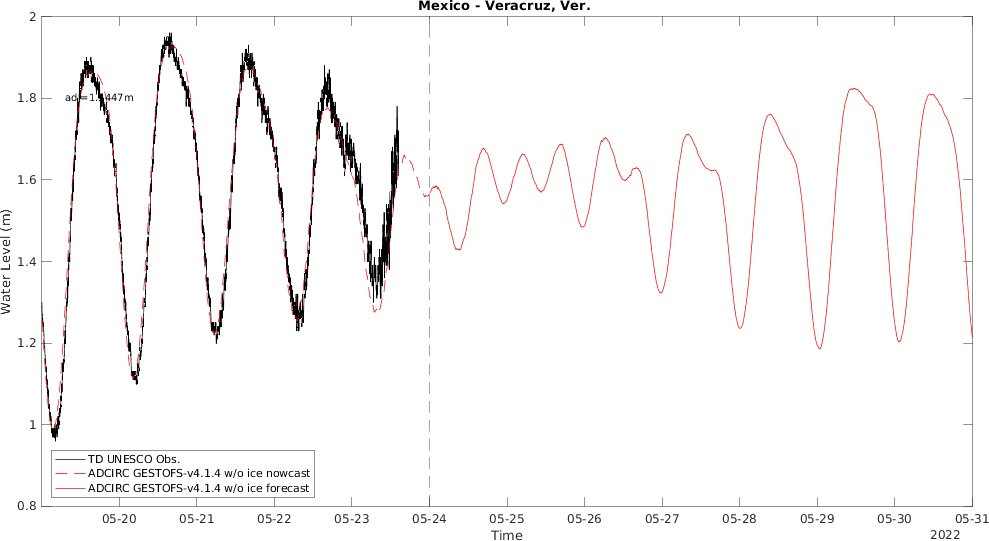 Mexico - Veracruz, Ver.
2
1.8
1.6
1.4
1.2
1
0.8
Water Level (m)
TD UNESCO Obs.
ADCIRC GESTOFS-v4.1.4 w/o ice nowcast
ADCIRC GESTOFS-v4.1.4 w/o ice forecast
05-20 05-21 05-22 05-23 05-24 05-25 05-26 05-27 05-28 05-29 05-30 05-31
Time
2022